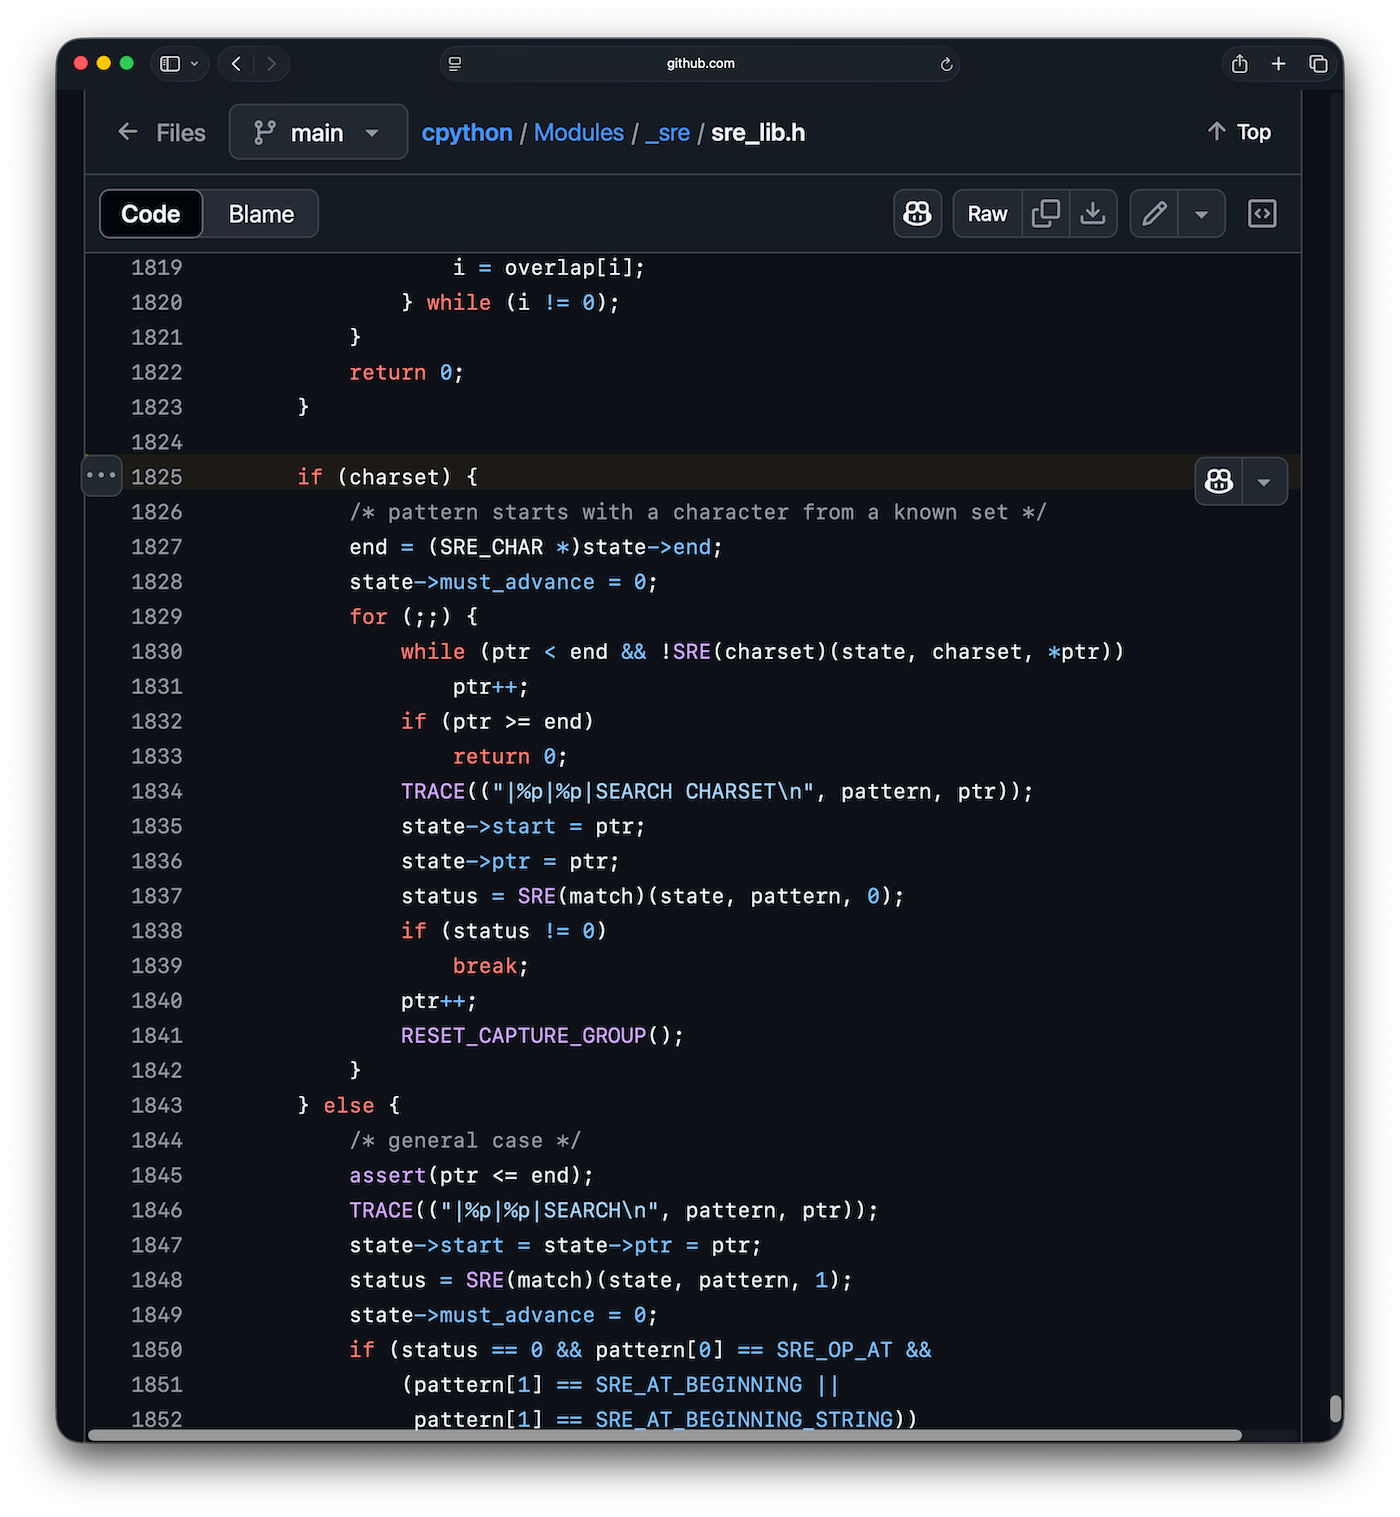 github.com
Files main cpython / Modules / _sre / sre_lib.h Top
Code Blame Raw
1819                     i = overlap[i];
1820                 } while (i != 0);
1821             }
1822             return 0;
1823         }
1824
1825         if (charset) {
1826             /* pattern starts with a character from a known set */
1827             end = (SRE_CHAR *)state->end;
1828             state->must_advance = 0;
1829             for (;;) {
1830                 while (ptr < end && !SRE(charset)(state, charset, *ptr))
1831                     ptr++;
1832                 if (ptr >= end)
1833                     return 0;
1834                 TRACE(("|%p|%p|SEARCH CHARSET\n", pattern, ptr));
1835                 state->start = ptr;
1836                 state->ptr = ptr;
1837                 status = SRE(match)(state, pattern, 0);
1838                 if (status != 0)
1839                     break;
1840                 ptr++;
1841                 RESET_CAPTURE_GROUP();
1842             }
1843         } else {
1844             /* general case */
1845             assert(ptr <= end);
1846             TRACE(("|%p|%p|SEARCH\n", pattern, ptr));
1847             state->start = state->ptr = ptr;
1848             status = SRE(match)(state, pattern, 1);
1849             state->must_advance = 0;
1850             if (status == 0 && pattern[0] == SRE_OP_AT &&
1851                 (pattern[1] == SRE_AT_BEGINNING ||
1852                  pattern[1] == SRE_AT_BEGINNING_STRING))